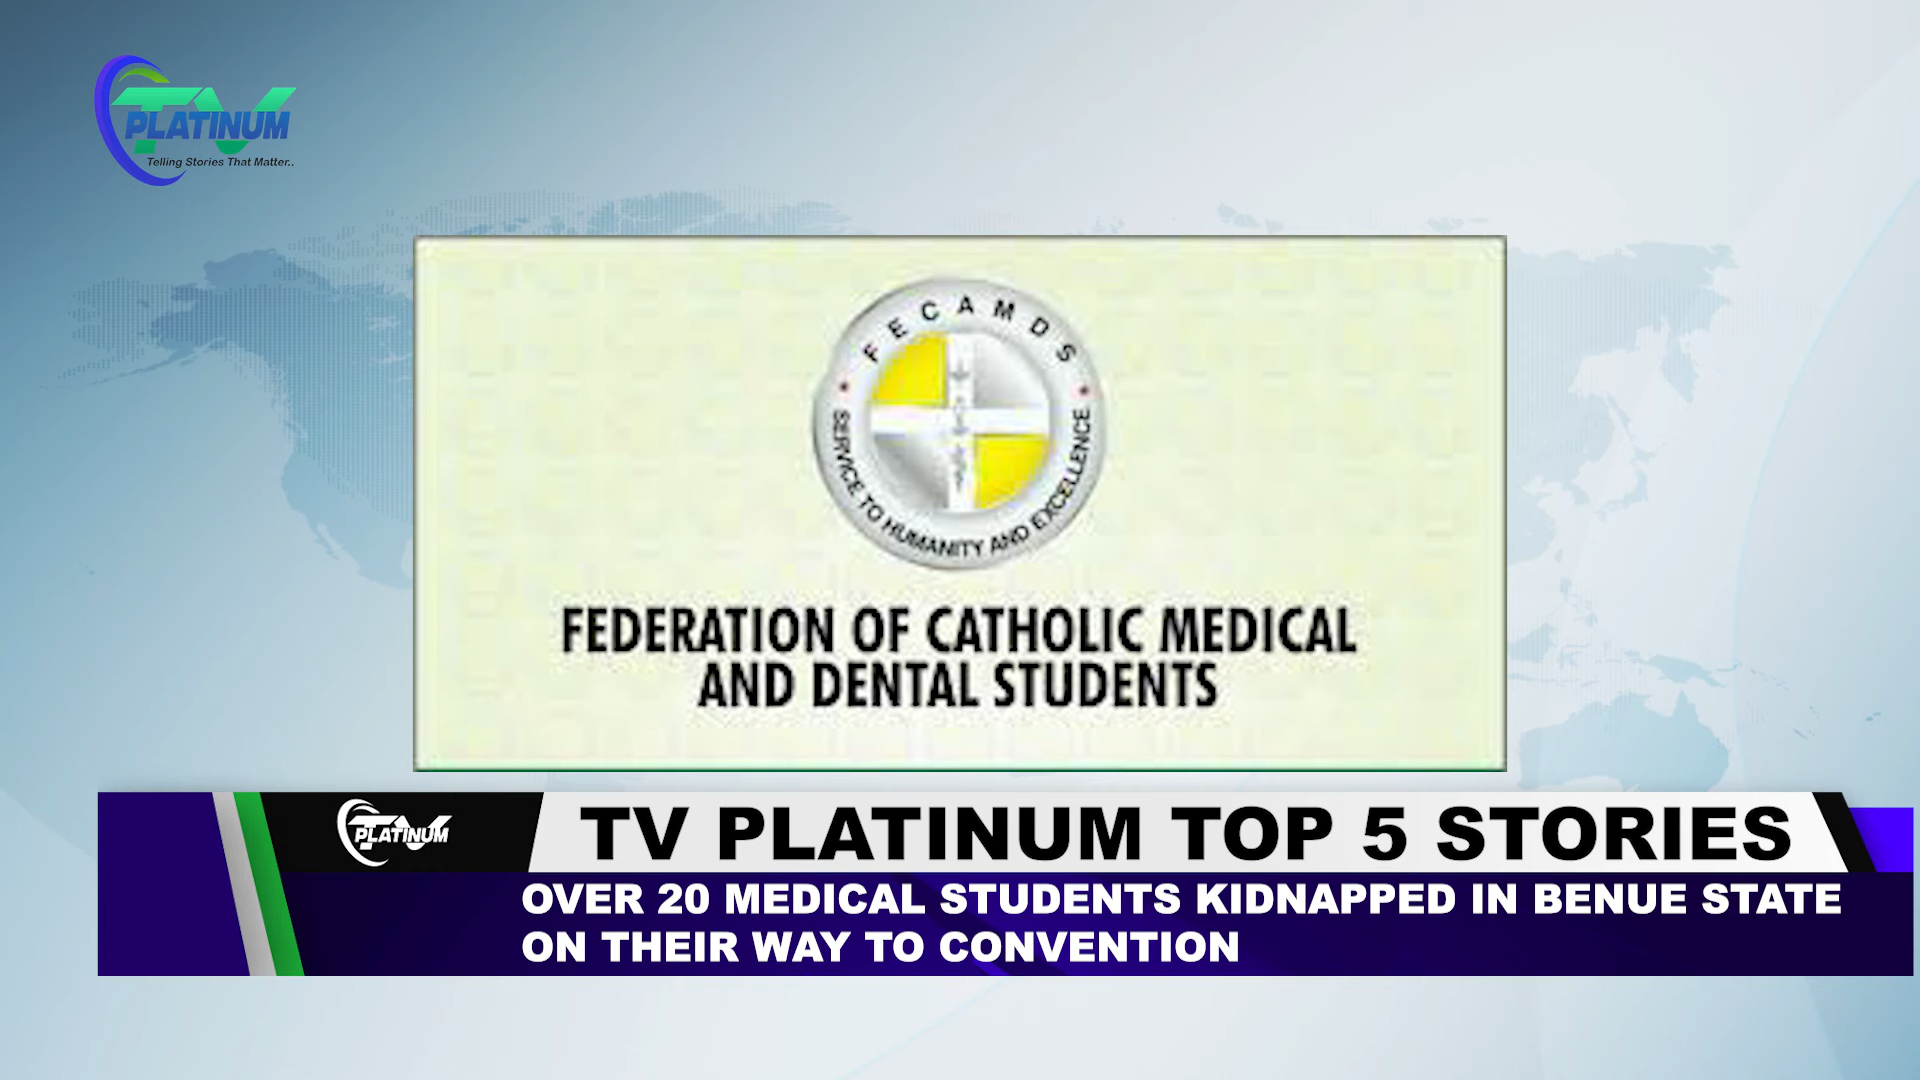 TV
PLATINUM
Telling Stories That Matter..
FECAMDS
SERVICE TO HUMANITY AND EXCELLENCE
FEDERATION OF CATHOLIC MEDICAL
AND DENTAL STUDENTS
TV
PLATINUM
TV PLATINUM TOP 5 STORIES
OVER 20 MEDICAL STUDENTS KIDNAPPED IN BENUE STATE
ON THEIR WAY TO CONVENTION